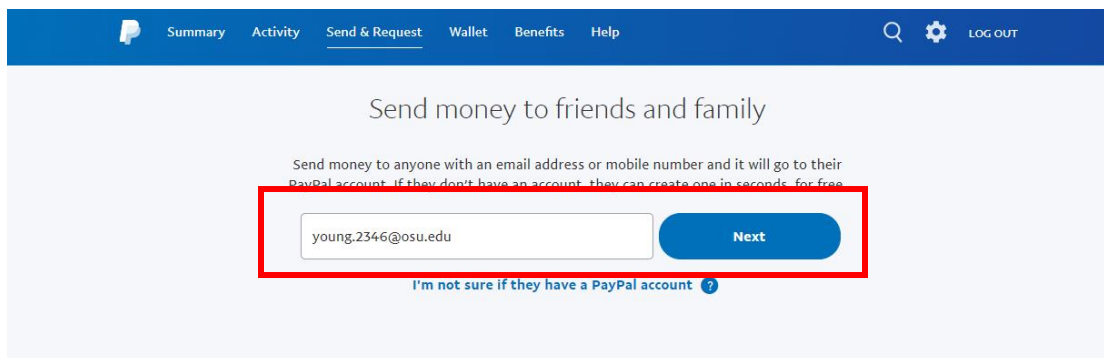 Summary Activity Send & Request Wallet Benefits Help LOG OUT
Send money to friends and family
Send money to anyone with an email address or mobile number and it will go to their
PayPal account. If they don't have an account, they can create one in seconds, for free.
young.2346@osu.edu Next
I'm not sure if they have a PayPal account ?